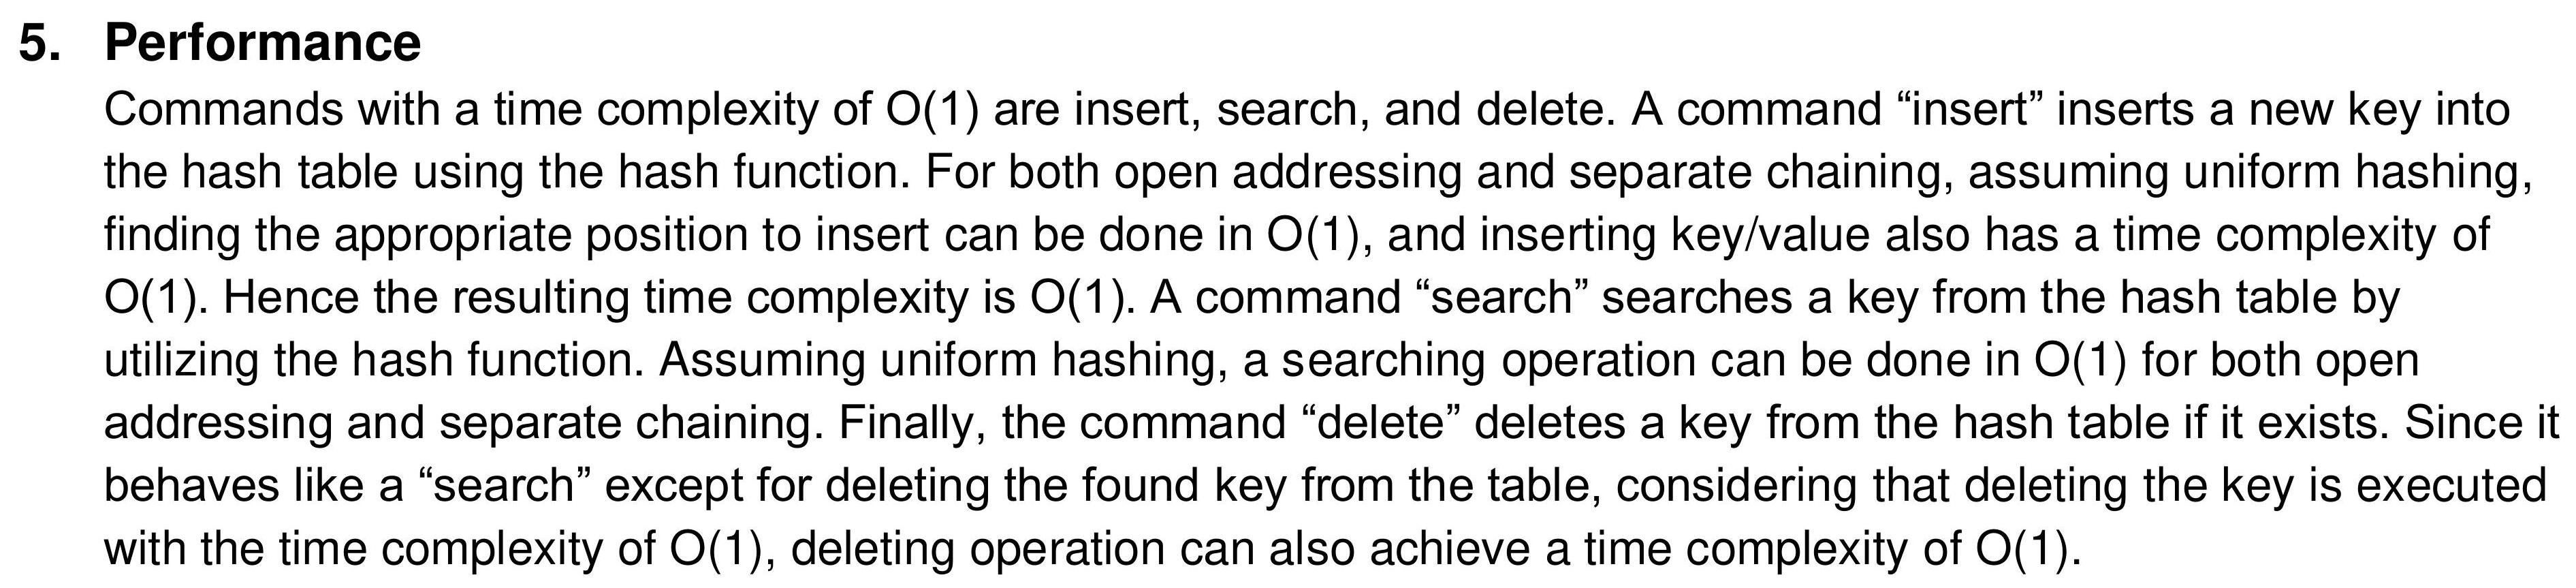 5. Performance
Commands with a time complexity of O(1) are insert, search, and delete. A command “insert” inserts a new key into
the hash table using the hash function. For both open addressing and separate chaining, assuming uniform hashing,
finding the appropriate position to insert can be done in O(1), and inserting key/value also has a time complexity of
O(1). Hence the resulting time complexity is O(1). A command “search” searches a key from the hash table by
utilizing the hash function. Assuming uniform hashing, a searching operation can be done in O(1) for both open
addressing and separate chaining. Finally, the command “delete” deletes a key from the hash table if it exists. Since it
behaves like a “search” except for deleting the found key from the table, considering that deleting the key is executed
with the time complexity of O(1), deleting operation can also achieve a time complexity of O(1).